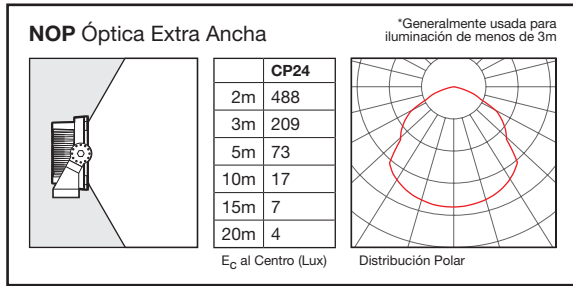 NOP Óptica Extra Ancha
*Generalmente usada para
iluminación de menos de 3m
CP24
2m 488
3m 209
5m 73
10m 17
15m 7
20m 4
EC al Centro (Lux)
Distribución Polar